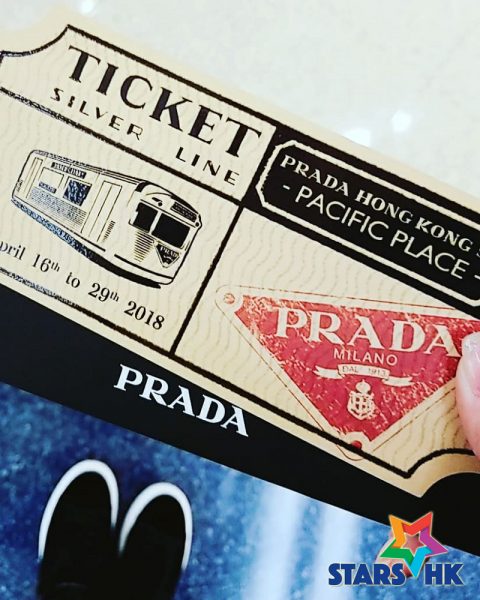 TICKET
SILVER LINE
pril 16th to 29th 2018
PRADA HONG KONG
- PACIFIC PLACE -
PRADA
MILANO
DAL 1913
PRADA
STARS HK